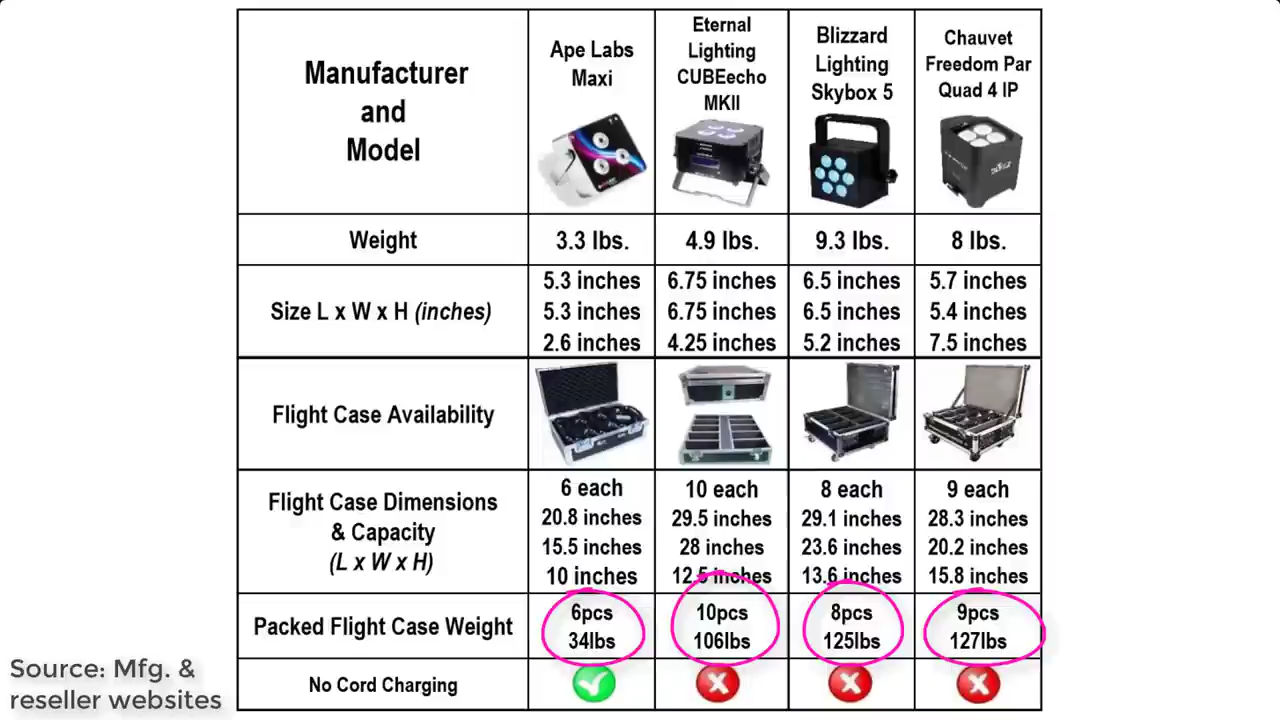 Manufacturer
and
Model
Ape Labs
Maxi
Eternal
Lighting
CUBEecho
MKII
Blizzard
Lighting
Skybox 5
Chauvet
Freedom Par
Quad 4 IP
Weight
3.3 lbs.
4.9 lbs.
9.3 lbs.
8 lbs.
Size L x W x H (inches)
5.3 inches
5.3 inches
2.6 inches
6.75 inches
6.75 inches
4.25 inches
6.5 inches
6.5 inches
5.2 inches
5.7 inches
5.4 inches
7.5 inches
Flight Case Availability
Flight Case Dimensions
& Capacity
(L x W x H)
6 each
20.8 inches
15.5 inches
10 inches
10 each
29.5 inches
28 inches
12.5 inches
8 each
29.1 inches
23.6 inches
13.6 inches
9 each
28.3 inches
20.2 inches
15.8 inches
Packed Flight Case Weight
6pcs
34lbs
10pcs
106lbs
8pcs
125lbs
9pcs
127lbs
No Cord Charging
Source: Mfg. &
reseller websites